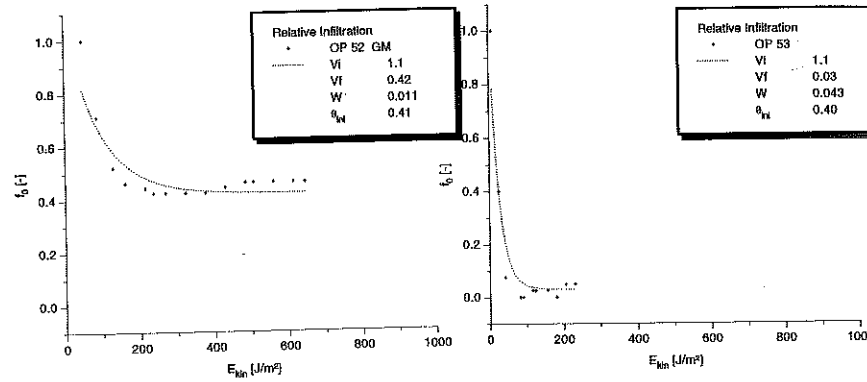 Relative Infiltration
OP 52 GM
Vi 1.1
Vf 0.42
W 0.011
θini 0.41
1.0
0.8
0.6
0.4
0.2
0.0
f0 [-]
0 200 400 600 800 1000
Ekin [J/m²]
Relative Infiltration
OP 53
Vi 1.1
Vf 0.03
W 0.043
θini 0.40
1.0
0.8
0.6
0.4
0.2
0.0
f0 [-]
0 200 400 600 800 100
Ekin [J/m²]